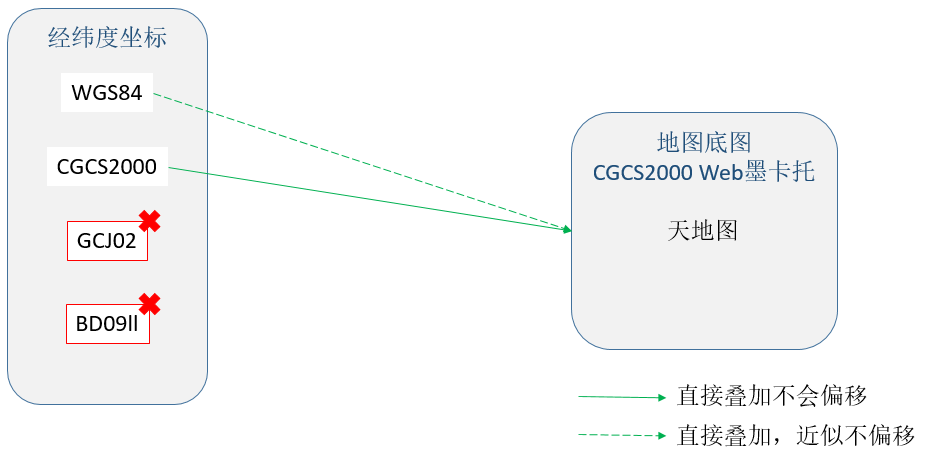 经纬度坐标
WGS84
CGCS2000
GCJ02
BD09ll
地图底图
CGCS2000 Web墨卡托
天地图
直接叠加不会偏移
直接叠加，近似不偏移